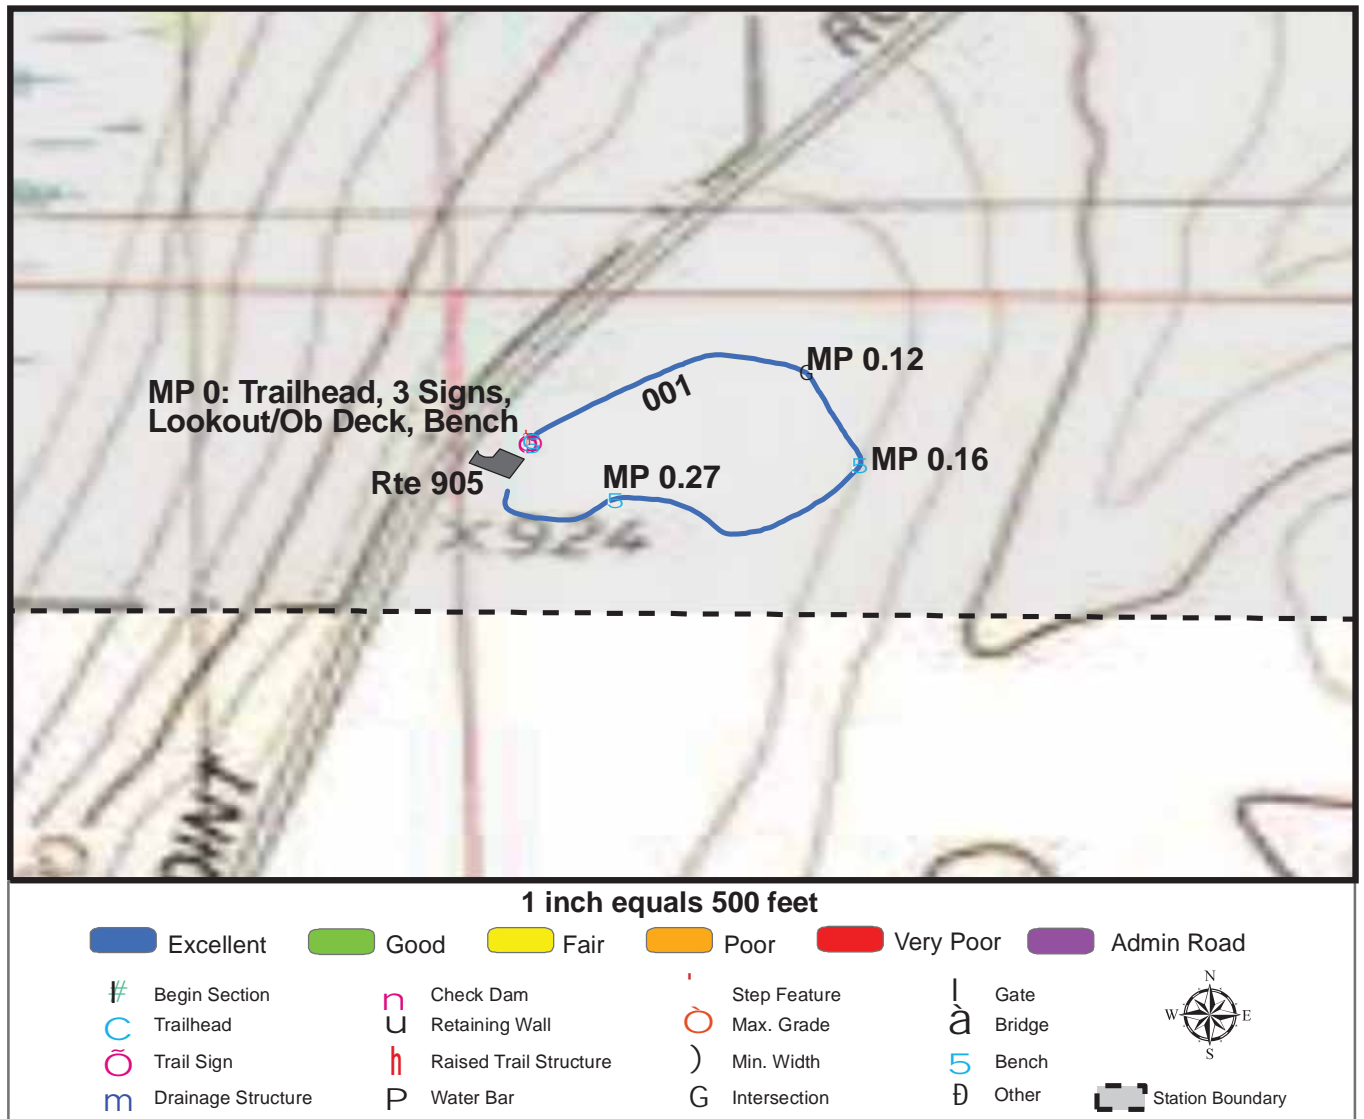 MP 0.12
001
MP 0: Trailhead, 3 Signs,
Lookout/Ob Deck, Bench
MP 0.16
MP 0.27
Rte 905
×924
OINT
1 inch equals 500 feet
Excellent Good Fair Poor Very Poor Admin Road
Begin Section Check Dam Step Feature Gate
Trailhead Retaining Wall Max. Grade Bridge
Trail Sign Raised Trail Structure Min. Width Bench
Drainage Structure Water Bar Intersection Other Station Boundary
N
W E
S